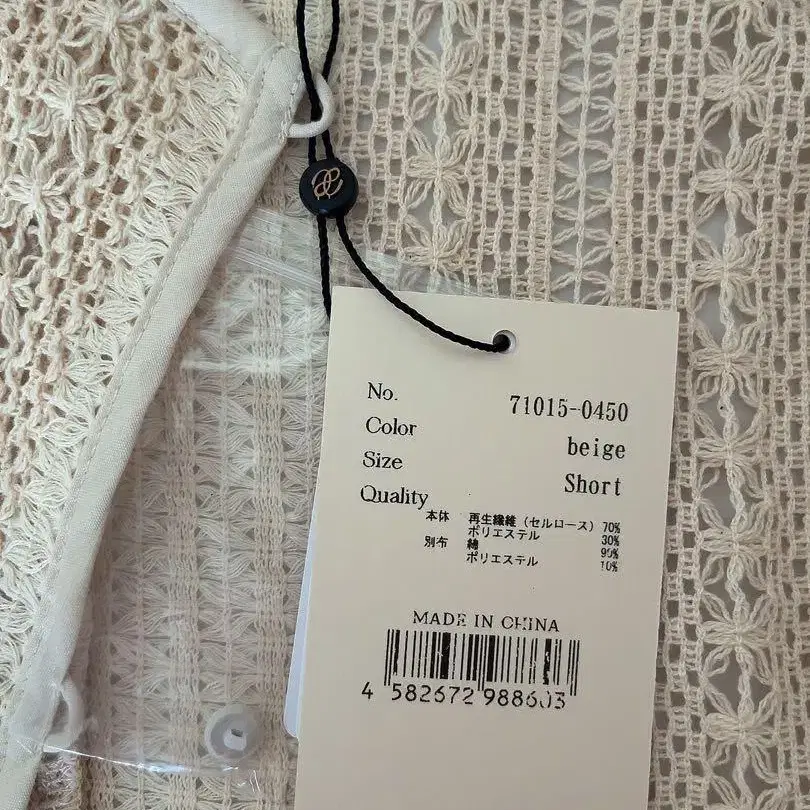 No. 71015-0450
Color beige
Size Short
Quality
本体 再生繊維（セルロース） 70%
ポリエステル 30%
別布 綿 90%
ポリエステル 10%
MADE IN CHINA
4 582672 988603